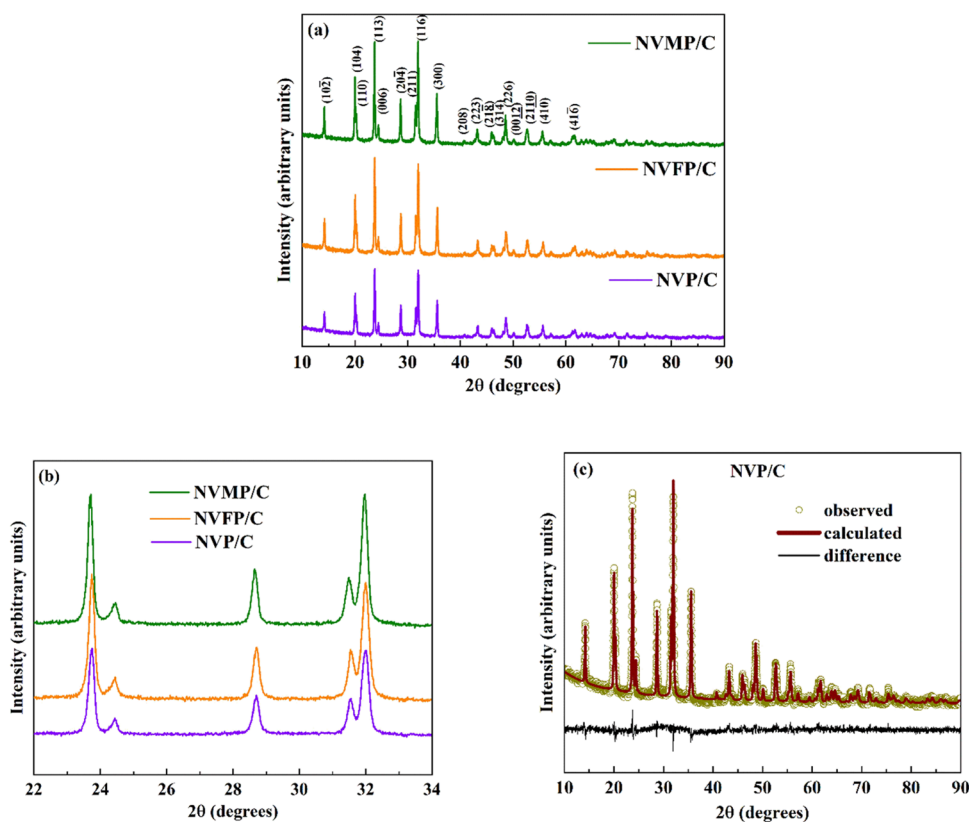 (a)
NVMP/C
NVFP/C
NVP/C
(102̄)
(104)
(110)
(113)
(006)
(204̄)
(211)
(116)
(300)
(208)
(223)
(314)
(226)
(410)
(416̄)
Intensity (arbitrary units)
10 20 30 40 50 60 70 80 90
2θ (degrees)
(b)
NVMP/C
NVFP/C
NVP/C
Intensity (arbitrary units)
22 24 26 28 30 32 34
2θ (degrees)
(c)
NVP/C
observed
calculated
difference
Intensity (arbitrary units)
10 20 30 40 50 60 70 80 90
2θ (degrees)